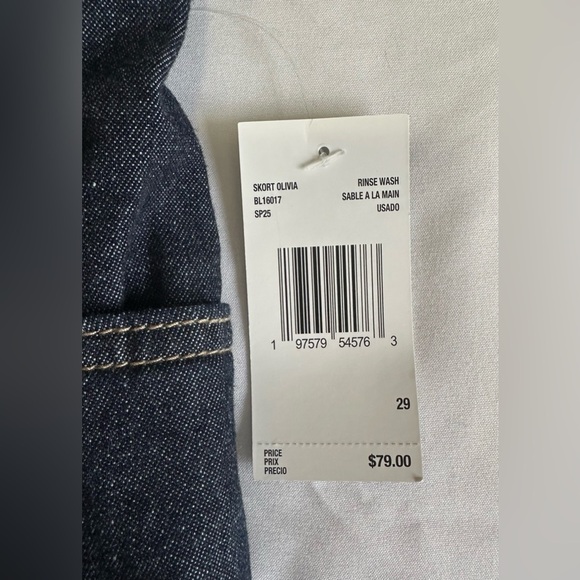 SKORT OLIVIA
BL16017
SP25
RINSE WASH
SABLE A LA MAIN
USADO
1 97579 54576 3
29
PRICE
PRIX
PRECIO
$79.00